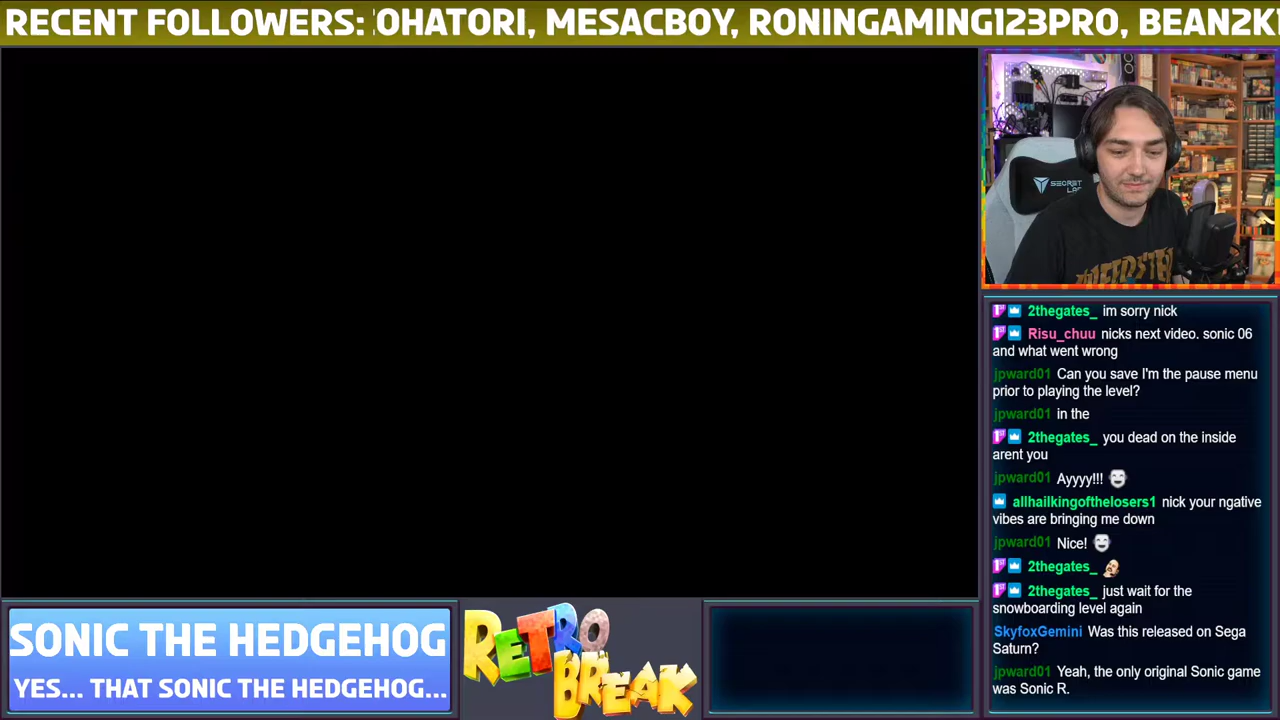 RECENT FOLLOWERS: OHATORI, MESACBOY, RONINGAMING123PRO, BEAN2K
SECRET
2thegates_ im sorry nick
Risu_chuu nicks next video. sonic 06
and what went wrong
jpward01 Can you save I'm the pause menu
prior to playing the level?
jpward01 in the
2thegates_ you dead on the inside
arent you
jpward01 Ayyyy!!!
allhailkingofthelosers1 nick your ngative
vibes are bringing me down
jpward01 Nice!
2thegates_
2thegates_ just wait for the
snowboarding level again
SkyfoxGemini Was this released on Sega
Saturn?
jpward01 Yeah, the only original Sonic game
was Sonic R.
SONIC THE HEDGEHOG
YES... THAT SONIC THE HEDGEHOG...
RETRO
BREAK